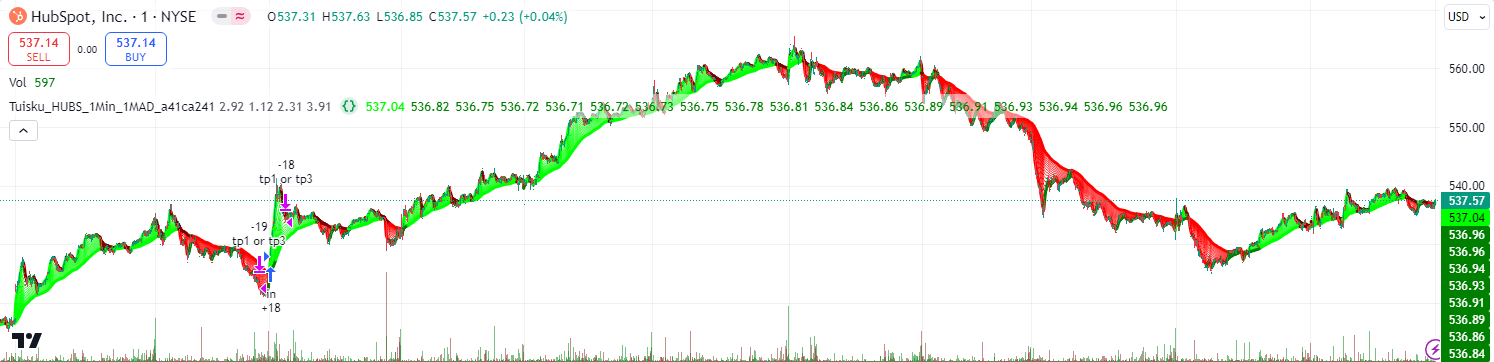 HubSpot, Inc. · 1 · NYSE O537.31 H537.63 L536.85 C537.57 +0.23 (+0.04%)
USD
537.14 SELL 0.00 537.14 BUY
Vol 597
Tuisku_HUBS_1Min_1MAD_a41ca241 2.92 1.12 2.31 3.91 537.04 536.82 536.75 536.72 536.71 536.72 536.73 536.75 536.78 536.81 536.84 536.86 536.89 536.91 536.93 536.94 536.96 536.96
-18
tp1 or tp3
-19
tp1 or tp3
in
+18
560.00
550.00
540.00
537.57
537.04
536.96
536.96
536.94
536.93
536.91
536.89
536.86
536.84